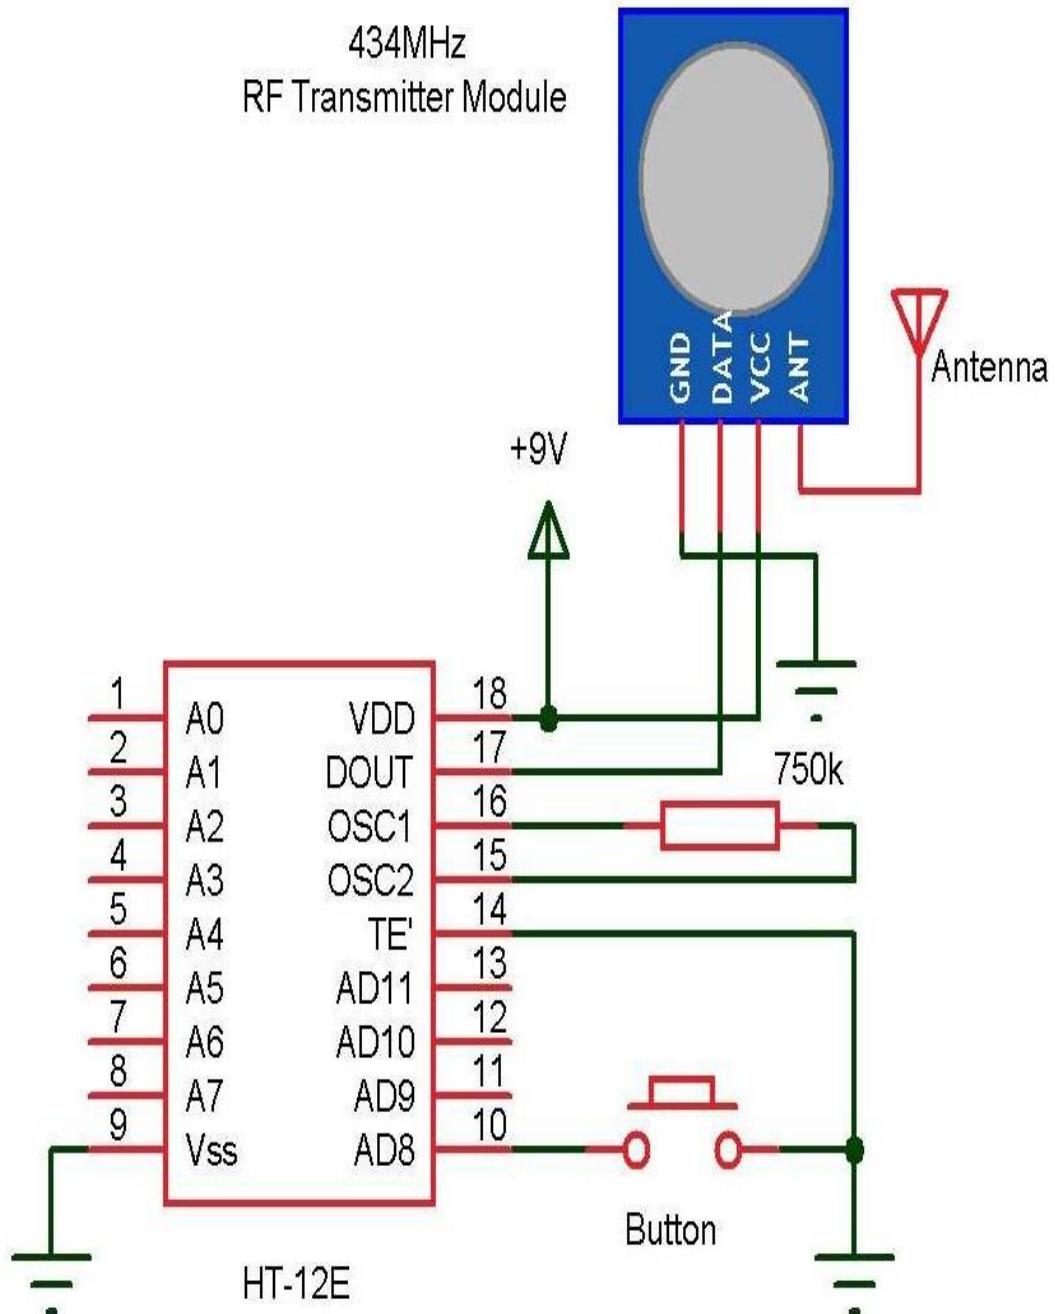 434MHz
RF Transmitter Module
GND
DATA
VCC
ANT
Antenna
+9V
1 A0 VDD 18
2 A1 DOUT 17
750k
3 A2 OSC1 16
4 A3 OSC2 15
5 A4 TE' 14
6 A5 AD11 13
7 A6 AD10 12
8 A7 AD9 11
9 Vss AD8 10
Button
HT-12E